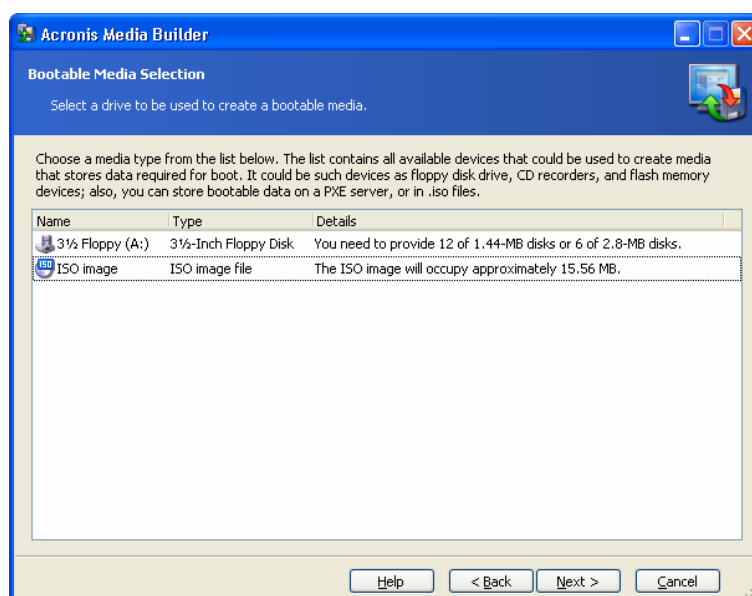 Acronis Media Builder
Bootable Media Selection
Select a drive to be used to create a bootable media.
Choose a media type from the list below. The list contains all available devices that could be used to create media
that stores data required for boot. It could be such devices as floppy disk drive, CD recorders, and flash memory
devices; also, you can store bootable data on a PXE server, or in .iso files.
Name Type Details
3½ Floppy (A:) 3½-Inch Floppy Disk You need to provide 12 of 1.44-MB disks or 6 of 2.8-MB disks.
ISO ISO image ISO image file The ISO image will occupy approximately 15.56 MB.
Help < Back Next > Cancel